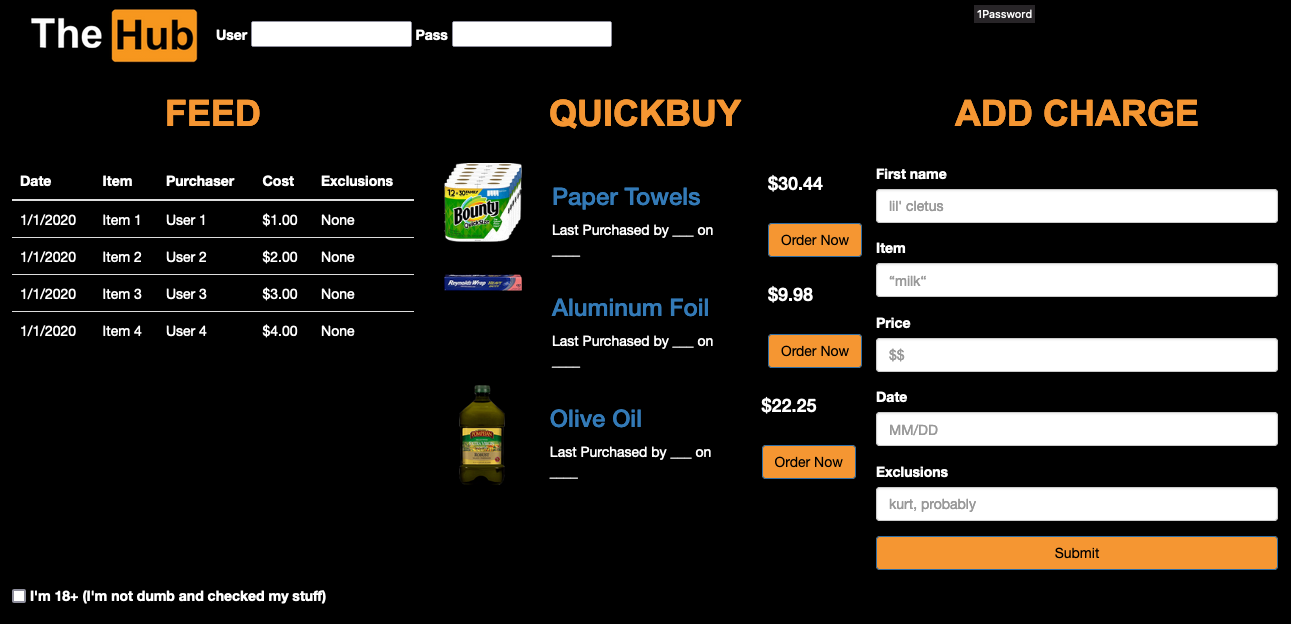 The Hub User Pass 1Password
FEED QUICKBUY ADD CHARGE
Date Item Purchaser Cost Exclusions
1/1/2020 Item 1 User 1 $1.00 None
1/1/2020 Item 2 User 2 $2.00 None
1/1/2020 Item 3 User 3 $3.00 None
1/1/2020 Item 4 User 4 $4.00 None
Bounty
Paper Towels
Last Purchased by ___ on
____
$30.44
Order Now
Reynolds Wrap
Aluminum Foil
Last Purchased by ___ on
____
$9.98
Order Now
Olive Oil
Last Purchased by ___ on
____
$22.25
Order Now
First name
lil' cletus
Item
"milk"
Price
$$
Date
MM/DD
Exclusions
kurt, probably
Submit
I'm 18+ (I'm not dumb and checked my stuff)